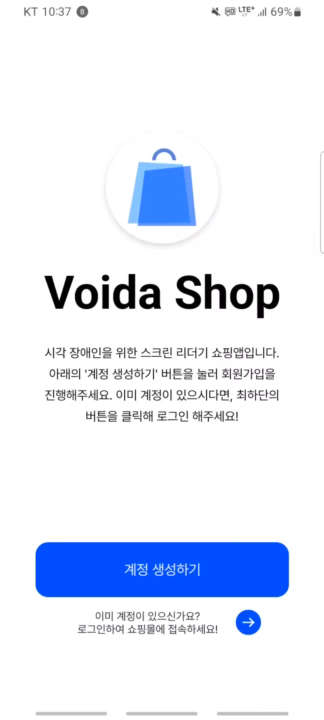 KT 10:37 8
LTE+ 69%
Voida Shop
시각 장애인을 위한 스크린 리더기 쇼핑앱입니다.
아래의 '계정 생성하기' 버튼을 눌러 회원가입을
진행해주세요. 이미 계정이 있으시다면, 최하단의
버튼을 클릭해 로그인 해주세요!
계정 생성하기
이미 계정이 있으신가요?
로그인하여 쇼핑몰에 접속하세요!